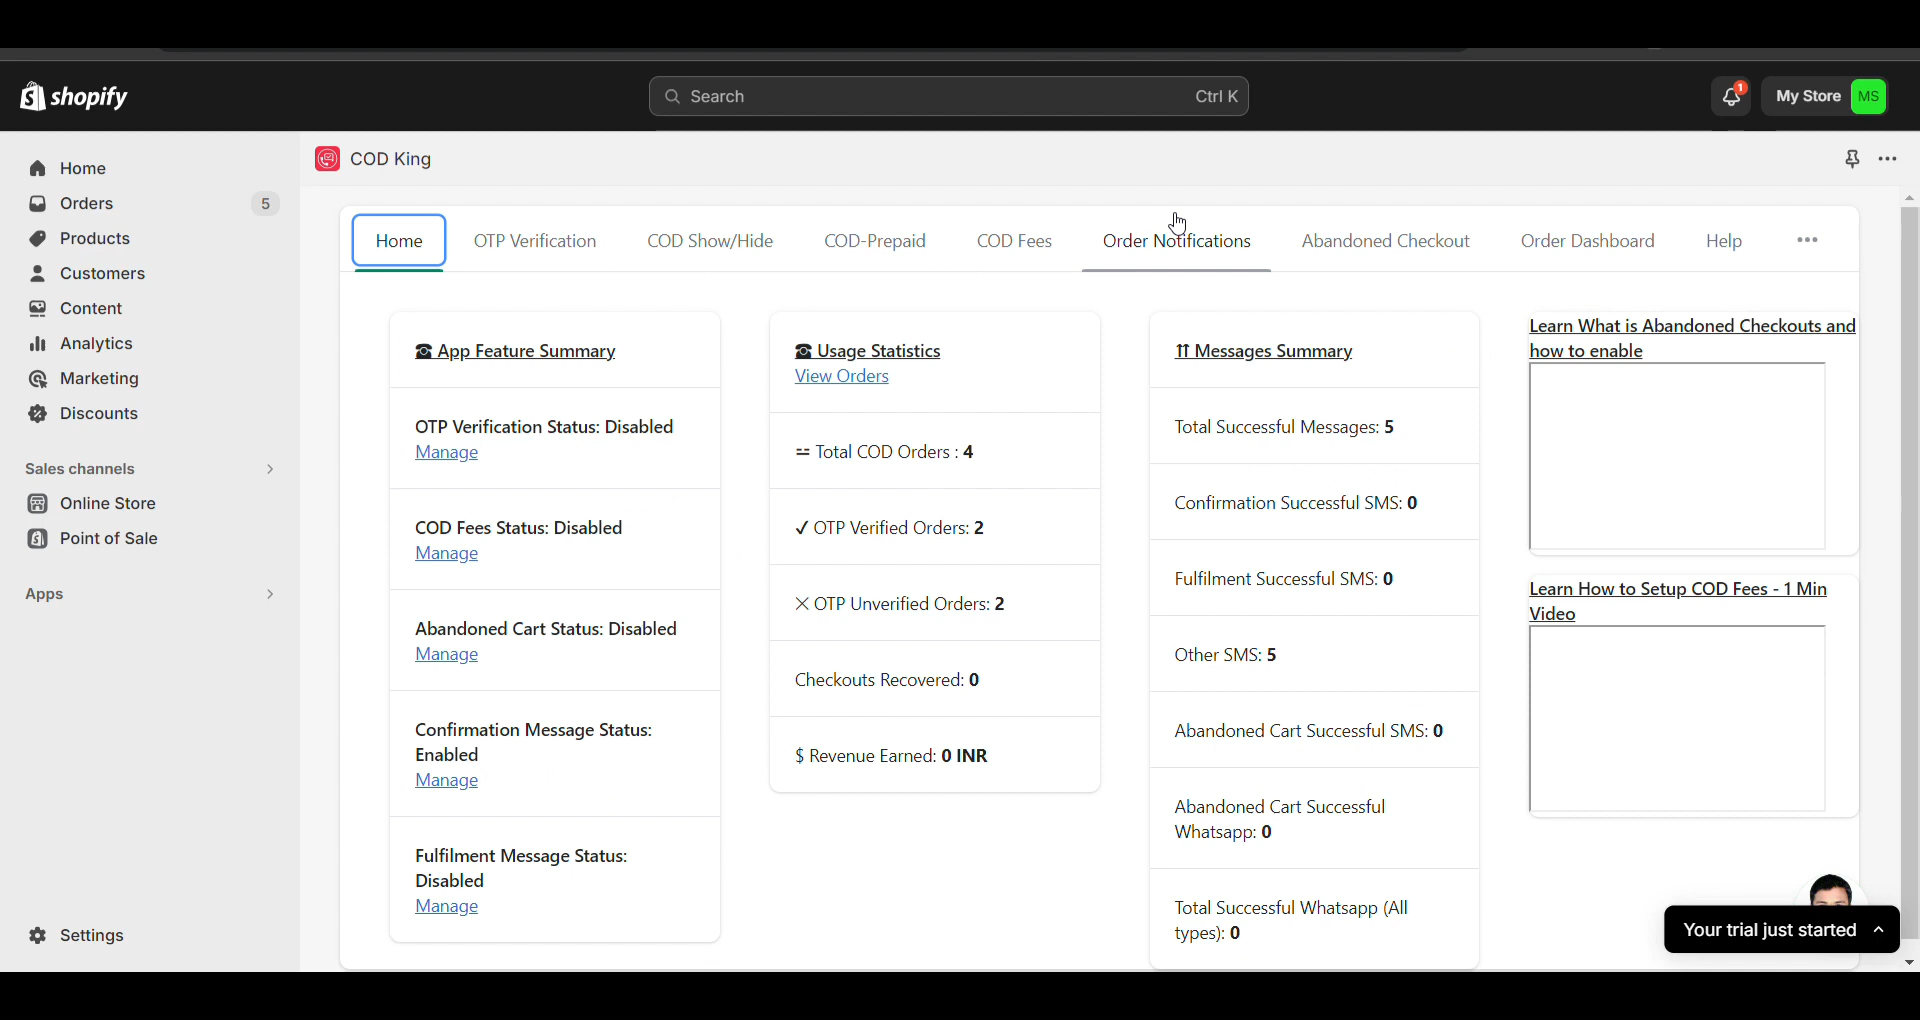 shopify
Search
Ctrl K
1
My Store
MS
Home
Orders
5
Products
Customers
Content
Analytics
Marketing
Discounts
Sales channels
Online Store
Point of Sale
Apps
Settings
COD King
Home
OTP Verification
COD Show/Hide
COD-Prepaid
COD Fees
Order Notifications
Abandoned Checkout
Order Dashboard
Help
App Feature Summary
OTP Verification Status: Disabled
Manage
COD Fees Status: Disabled
Manage
Abandoned Cart Status: Disabled
Manage
Confirmation Message Status:
Enabled
Manage
Fulfilment Message Status:
Disabled
Manage
Usage Statistics
View Orders
Total COD Orders : 4
✓ OTP Verified Orders: 2
✕ OTP Unverified Orders: 2
Checkouts Recovered: 0
$ Revenue Earned: 0 INR
Messages Summary
Total Successful Messages: 5
Confirmation Successful SMS: 0
Fulfilment Successful SMS: 0
Other SMS: 5
Abandoned Cart Successful SMS: 0
Abandoned Cart Successful
Whatsapp: 0
Total Successful Whatsapp (All
types): 0
Learn What is Abandoned Checkouts and
how to enable
Learn How to Setup COD Fees - 1 Min
Video
Your trial just started